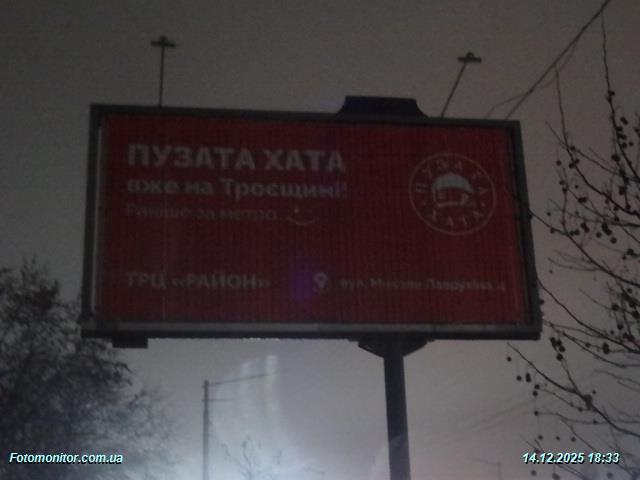 ПУЗАТА ХАТА
вже на Троєщині!
Раніше за метро
ПУЗАТА
ХАТА
ТРЦ «РАЙОН»
вул. Миколи Лаврухіна, 4
Fotomonitor.com.ua
14.12.2025 18:33